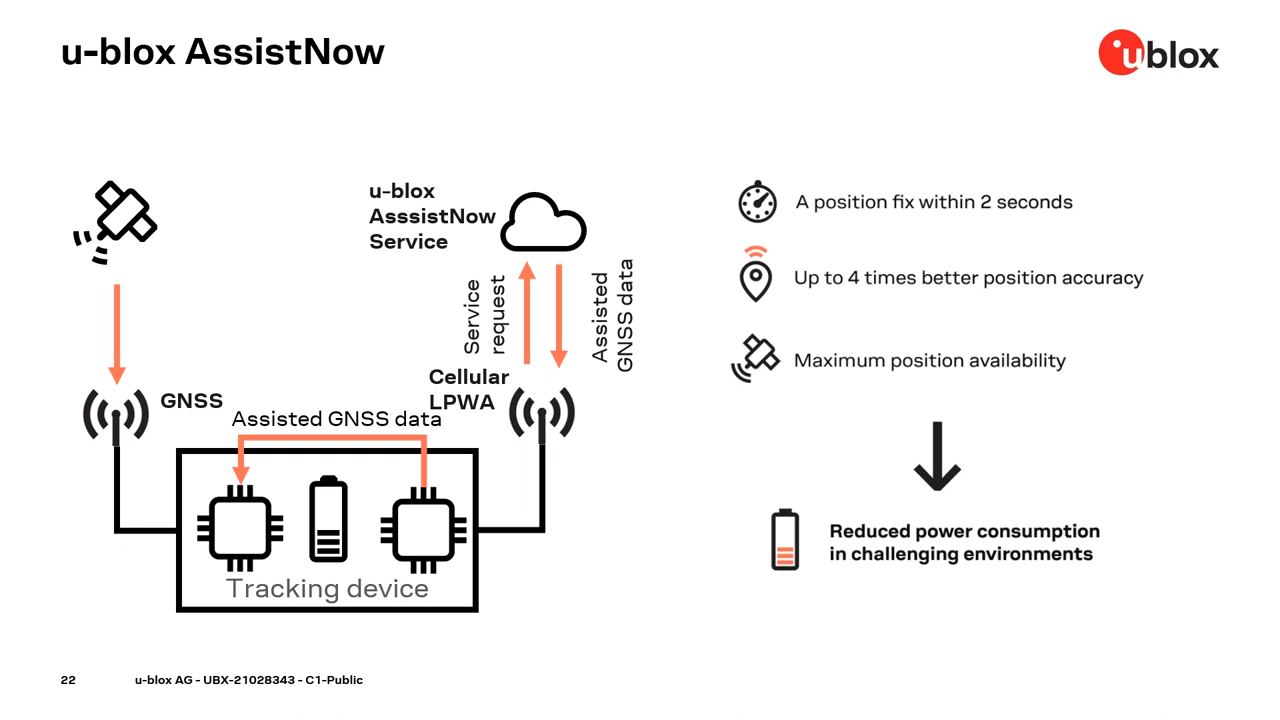 u-blox AssistNow
ublox
u-blox
AsssistNow
Service
Service
request
Assisted
GNSS data
GNSS
Cellular
LPWA
Assisted GNSS data
Tracking device
A position fix within 2 seconds
Up to 4 times better position accuracy
Maximum position availability
Reduced power consumption
in challenging environments
22
u-blox AG - UBX-21028343 - C1-Public